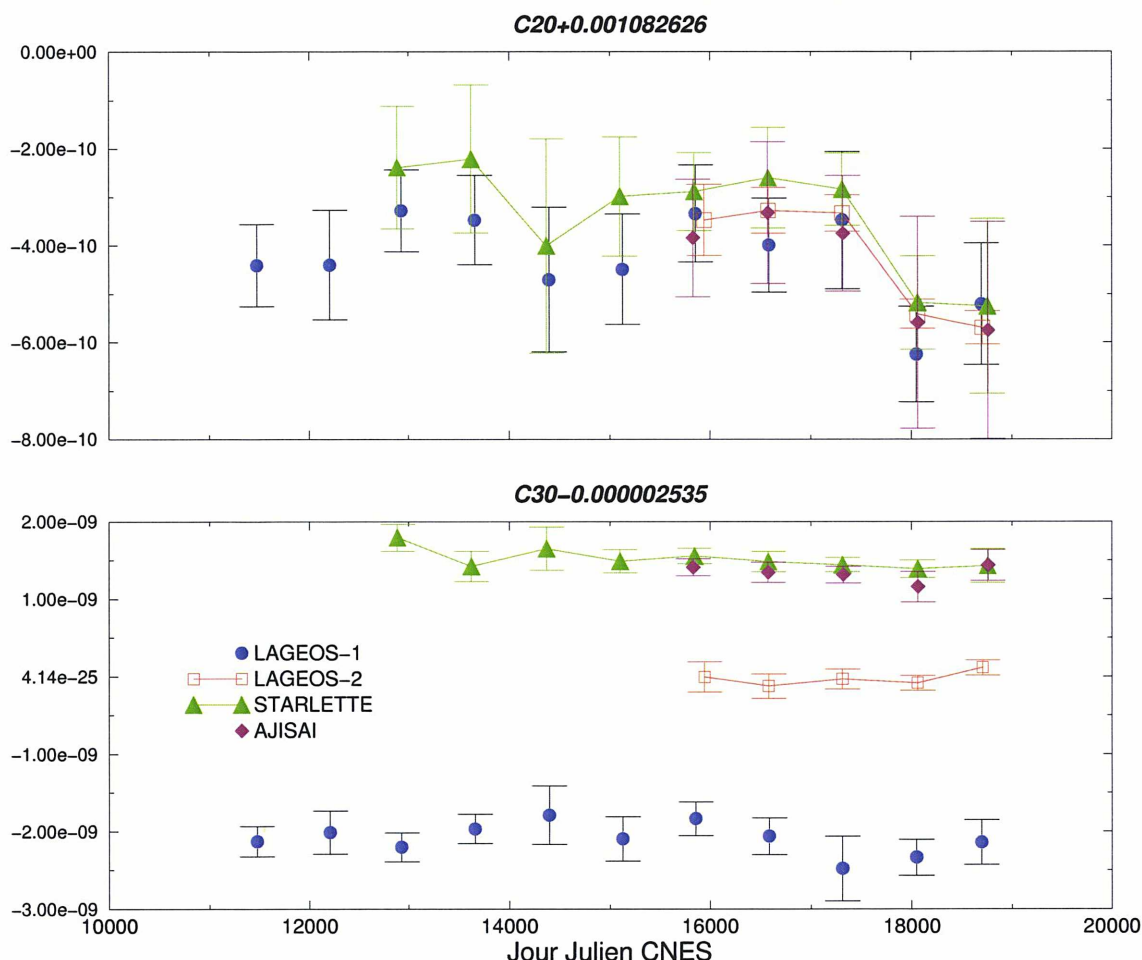 C20+0.001082626
0.00e+00
−2.00e−10
−4.00e−10
−6.00e−10
−8.00e−10
C30−0.000002535
2.00e−09
1.00e−09
4.14e−25
−1.00e−09
−2.00e−09
−3.00e−09
LAGEOS−1
LAGEOS−2
STARLETTE
AJISAI
10000 12000 14000 16000 18000 20000
Jour Julien CNES